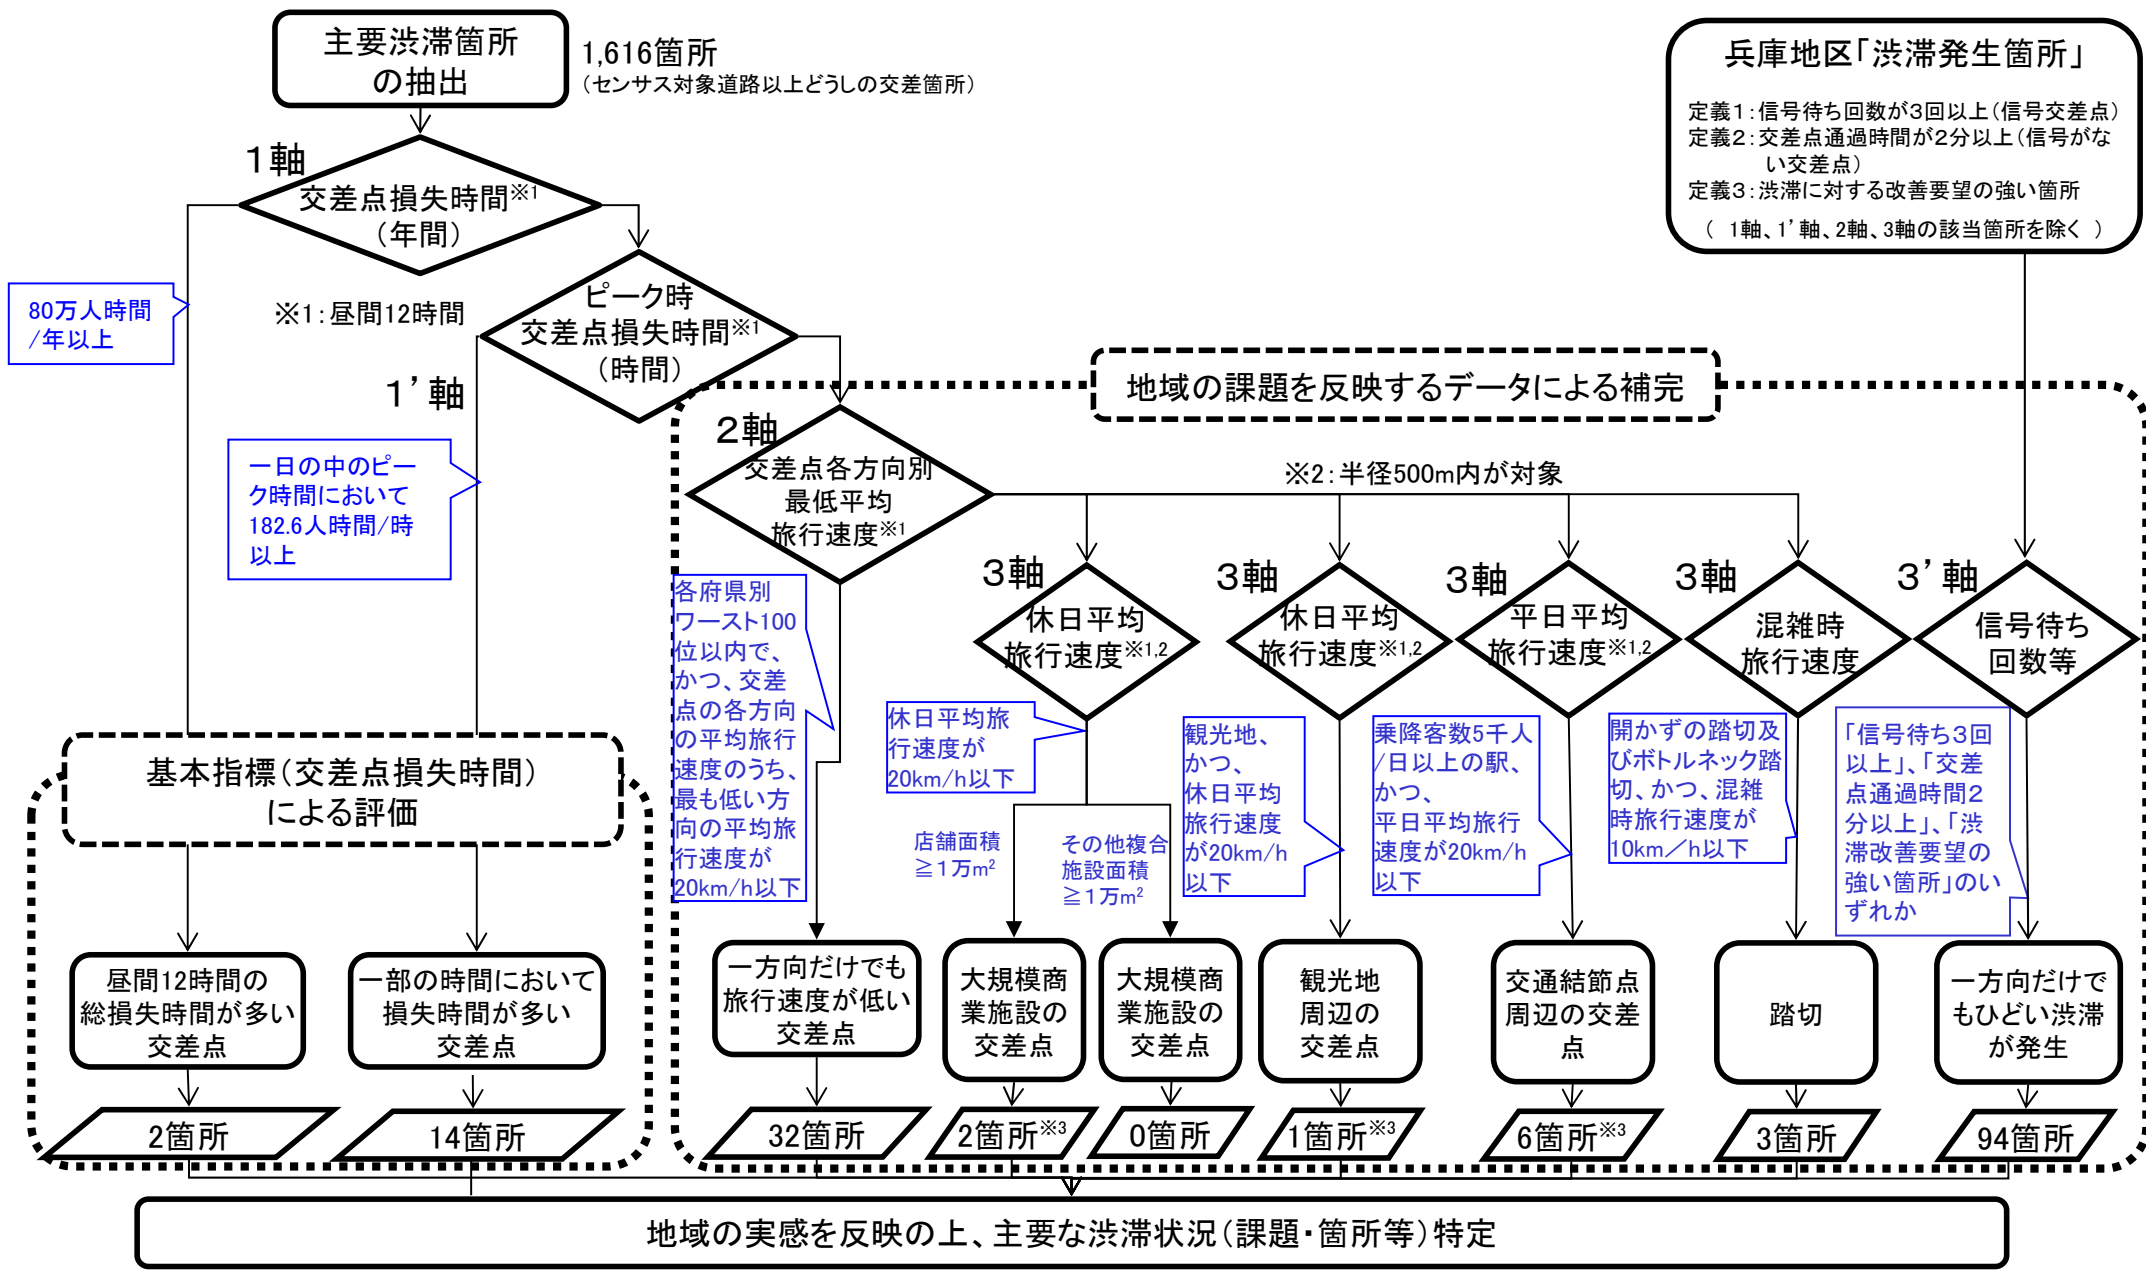 主要渋滞箇所
の抽出
1,616箇所
（センサス対象道路以上どうしの交差箇所）
兵庫地区「渋滞発生箇所」
定義１：信号待ち回数が３回以上（信号交差点）
定義２：交差点通過時間が２分以上（信号がな
い交差点）
定義３：渋滞に対する改善要望の強い箇所
（ 1軸、1’軸、2軸、3軸の該当箇所を除く ）
１軸
交差点損失時間※1
（年間）
80万人時間
/年以上
※１：昼間12時間
ピーク時
交差点損失時間※1
（時間）
１’軸
一日の中のピー
ク時間において
182.6人時間/時
以上
地域の課題を反映するデータによる補完
２軸
交差点各方向別
最低平均
旅行速度※1
※２：半径500m内が対象
各府県別
ワースト100
位以内で、
かつ、交差
点の各方向
の平均旅行
速度のうち、
最も低い方
向の平均旅
行速度が
20km/h以下
３軸
休日平均
旅行速度※1,2
３軸
休日平均
旅行速度※1,2
３軸
平日平均
旅行速度※1,2
３軸
混雑時
旅行速度
３’軸
信号待ち
回数等
休日平均旅
行速度が
20km/h以下
店舗面積
≧１万m²
その他複合
施設面積
≧１万m²
観光地、
かつ、
休日平均
旅行速度
が20km/h
以下
乗降客数5千人
/日以上の駅、
かつ、
平日平均旅行
速度が20km/h
以下
開かずの踏切及
びボトルネック踏
切、かつ、混雑
時旅行速度が
10km／h以下
「信号待ち３回
以上」、「交差
点通過時間２
分以上」、「渋
滞改善要望の
強い箇所」のい
ずれか
基本指標（交差点損失時間）
による評価
昼間12時間の
総損失時間が多い
交差点
一部の時間において
損失時間が多い
交差点
一方向だけでも
旅行速度が低い
交差点
大規模商
業施設の
交差点
大規模商
業施設の
交差点
観光地
周辺の
交差点
交通結節点
周辺の交差
点
踏切
一方向だけで
もひどい渋滞
が発生
2箇所
14箇所
32箇所
2箇所※3
0箇所
1箇所※3
6箇所※3
3箇所
94箇所
地域の実感を反映の上、主要な渋滞状況（課題・箇所等）特定